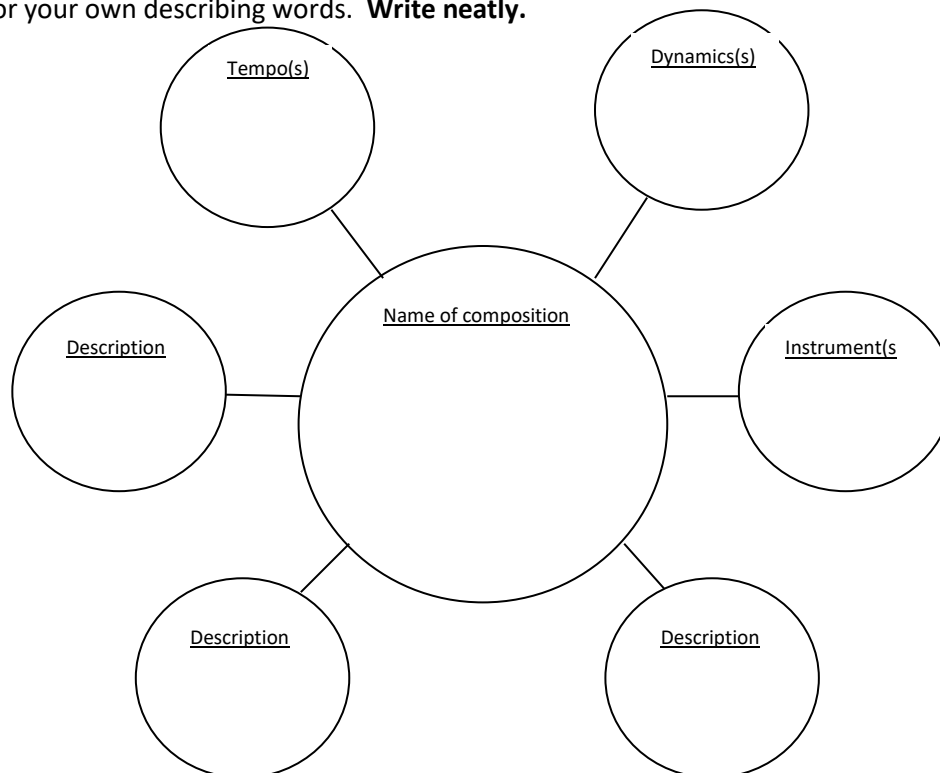 or your own describing words. Write neatly.
Tempo(s)
Dynamics(s)
Name of composition
Description
Instrument(s
Description
Description